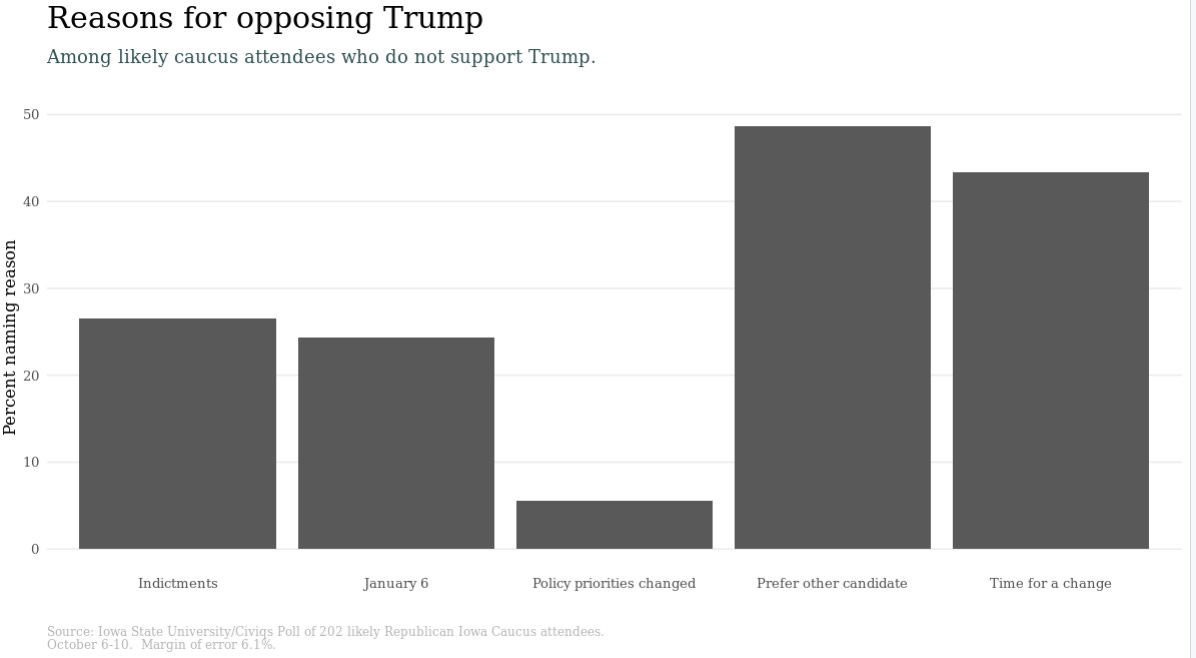 Reasons for opposing Trump
Among likely caucus attendees who do not support Trump.
Percent naming reason
50
40
30
20
10
0
Indictments
January 6
Policy priorities changed
Prefer other candidate
Time for a change
Source: Iowa State University/Civiqs Poll of 202 likely Republican Iowa Caucus attendees.
October 6-10.  Margin of error 6.1%.